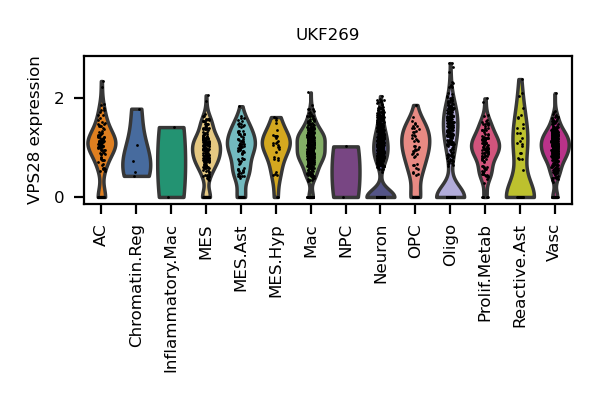 UKF269
VPS28 expression
2
0
AC
Chromatin.Reg
Inflammatory.Mac
MES
MES.Ast
MES.Hyp
Mac
NPC
Neuron
OPC
Oligo
Prolif.Metab
Reactive.Ast
Vasc